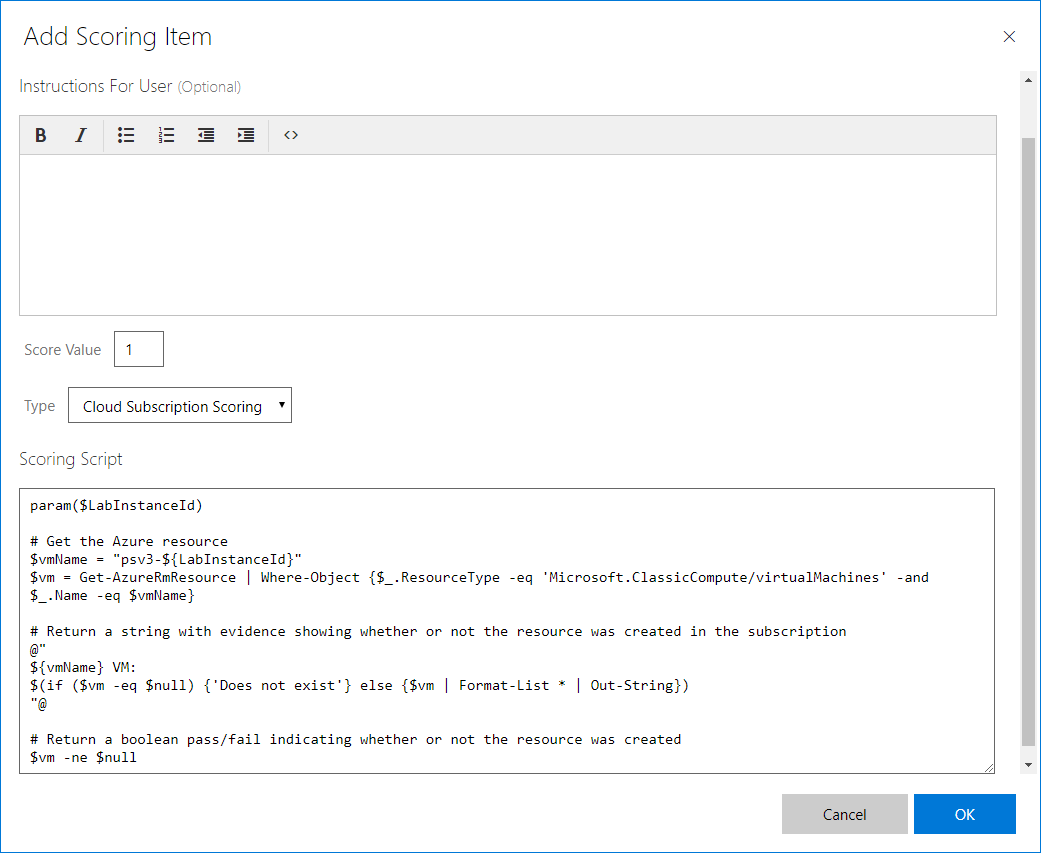 Add Scoring Item
Instructions For User (Optional)
B I
Score Value 1
Type Cloud Subscription Scoring
Scoring Script
param($LabInstanceId)
# Get the Azure resource
$vmName = "psv3-${LabInstanceId}"
$vm = Get-AzureRmResource | Where-Object {$_.ResourceType -eq 'Microsoft.ClassicCompute/virtualMachines' -and
$_.Name -eq $vmName}
# Return a string with evidence showing whether or not the resource was created in the subscription
@"
${vmName} VM:
$(if ($vm -eq $null) {'Does not exist'} else {$vm | Format-List * | Out-String})
"@
# Return a boolean pass/fail indicating whether or not the resource was created
$vm -ne $null
Cancel OK